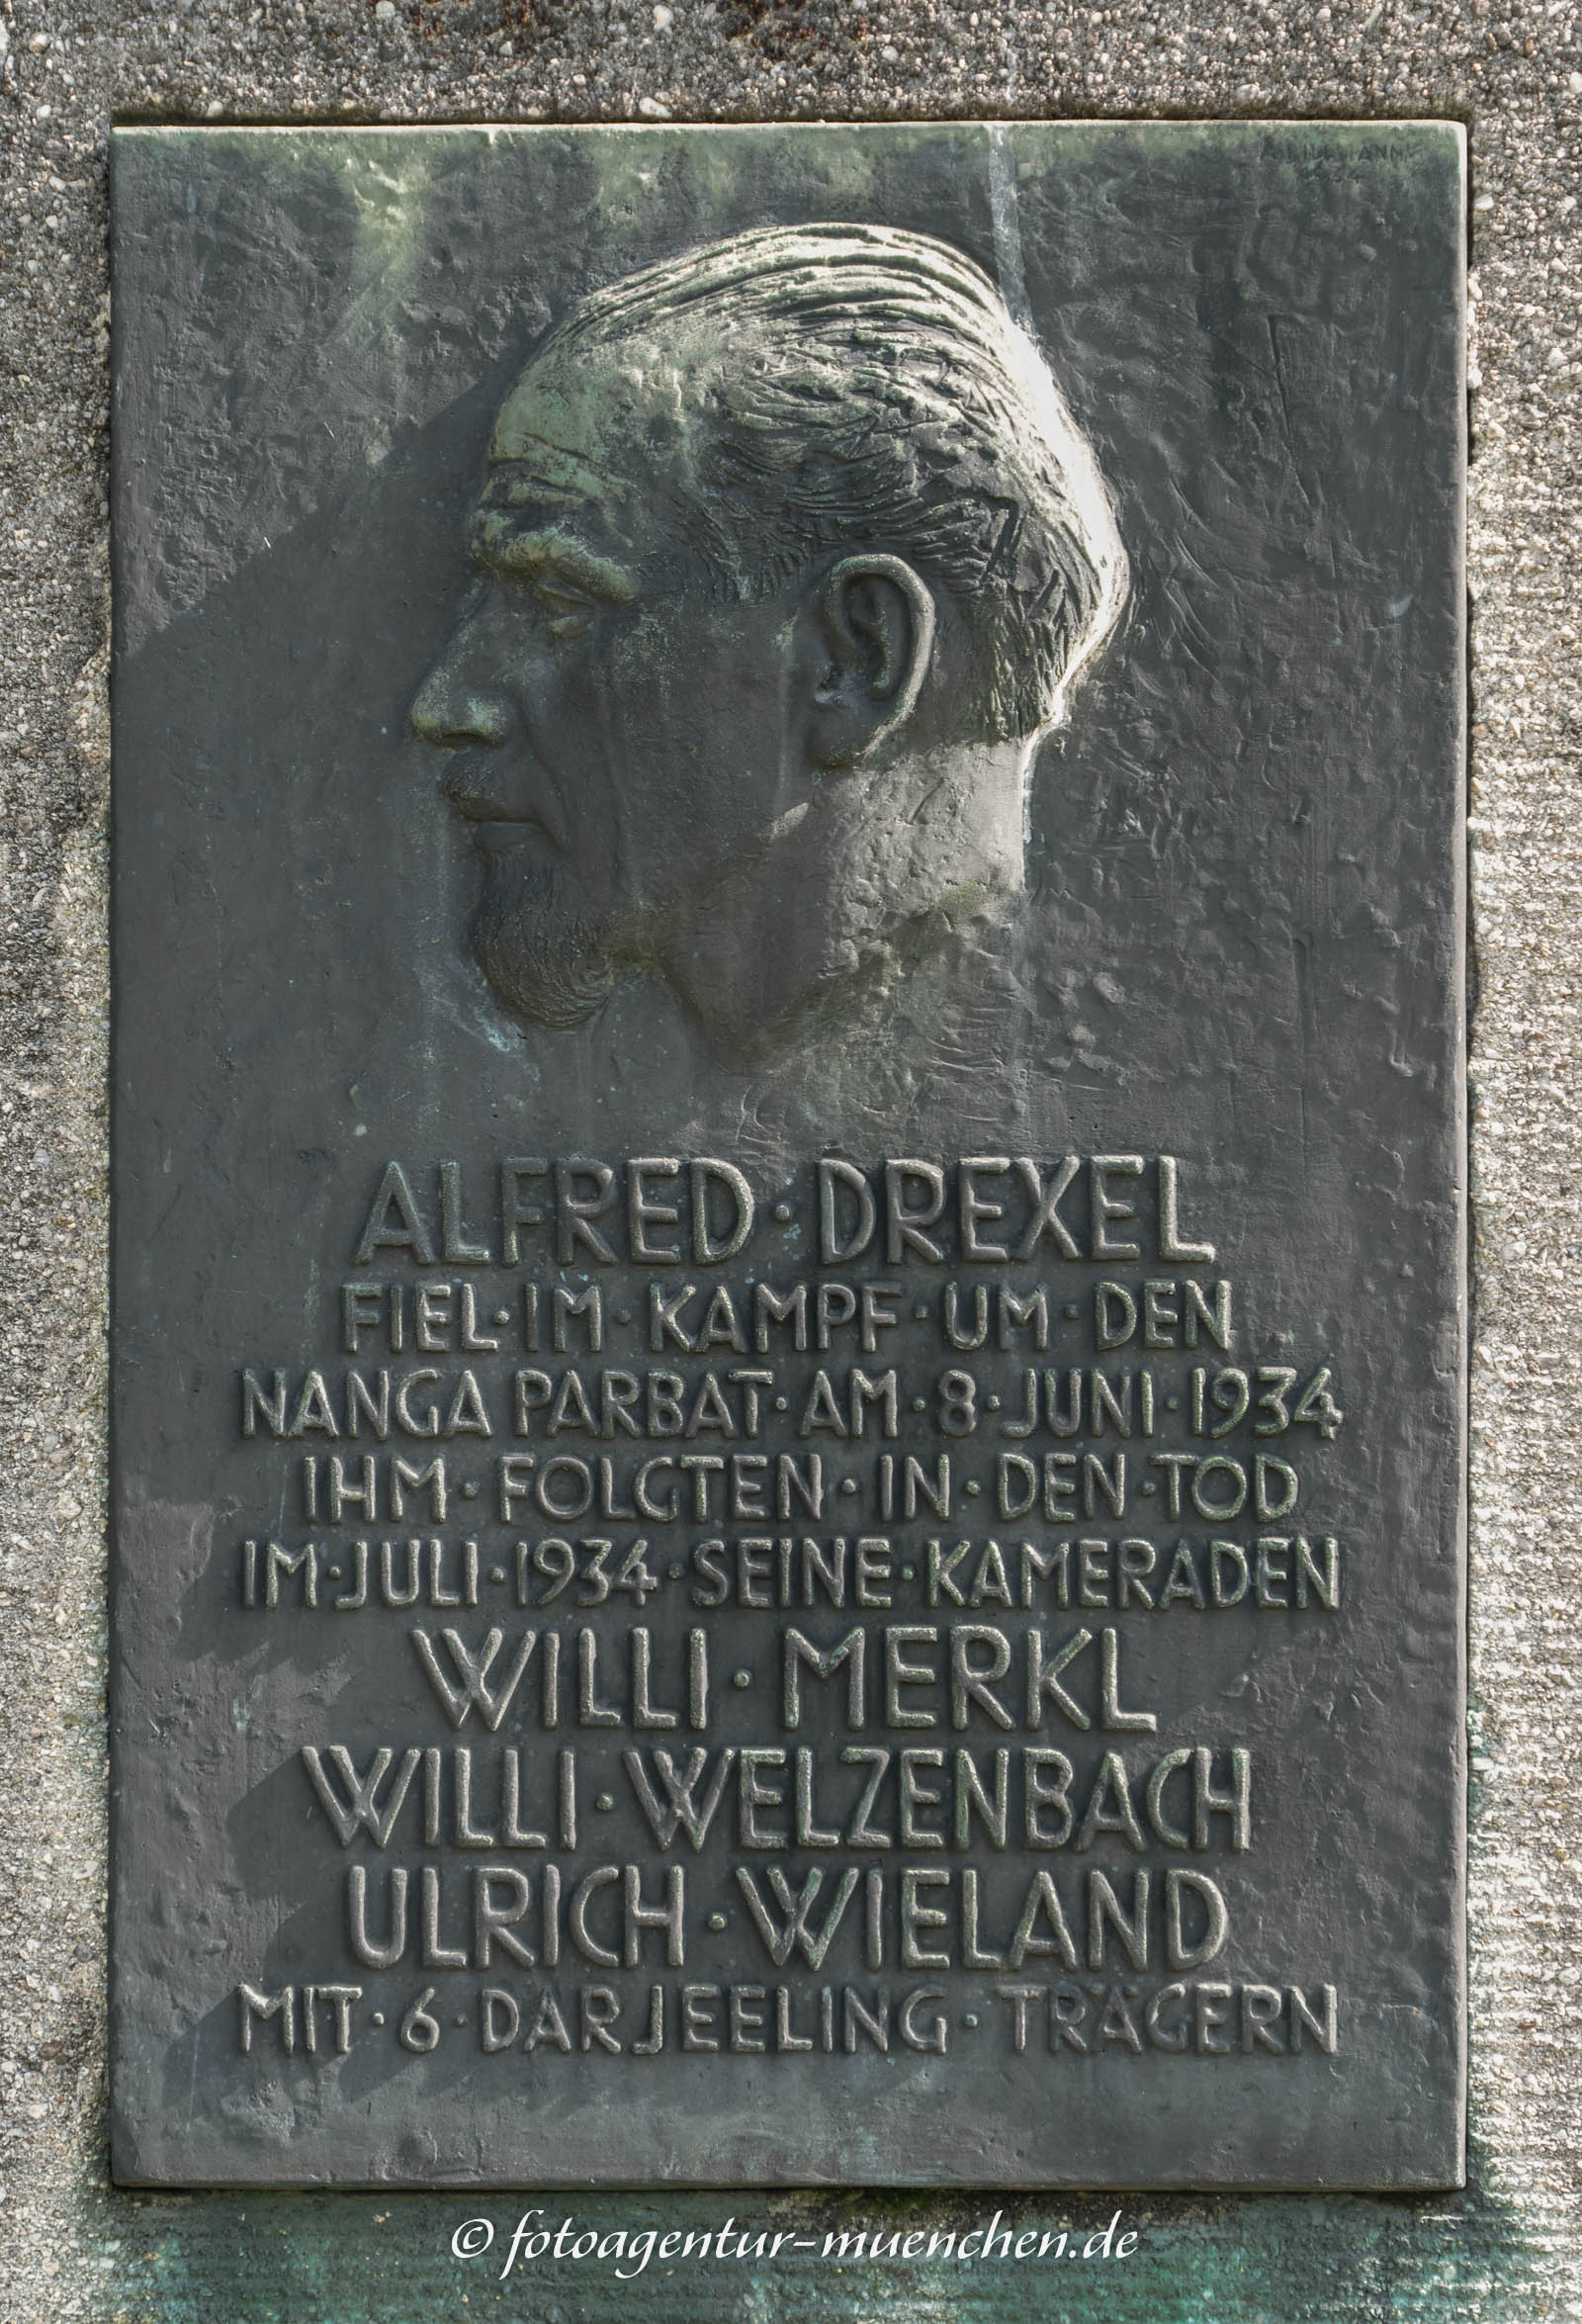 ALFRED · DREXEL
FIEL · IM · KAMPF · UM · DEN
NANGA PARBAT · AM · 8 · JUNI · 1934
IHM · FOLGTEN · IN · DEN · TOD
IM · JULI · 1934 · SEINE · KAMERADEN
WILLI · MERKL
WILLI · WELZENBACH
ULRICH · WIELAND
MIT · 6 · DARJEELING · TRÄGERN
© fotoagentur-muenchen.de